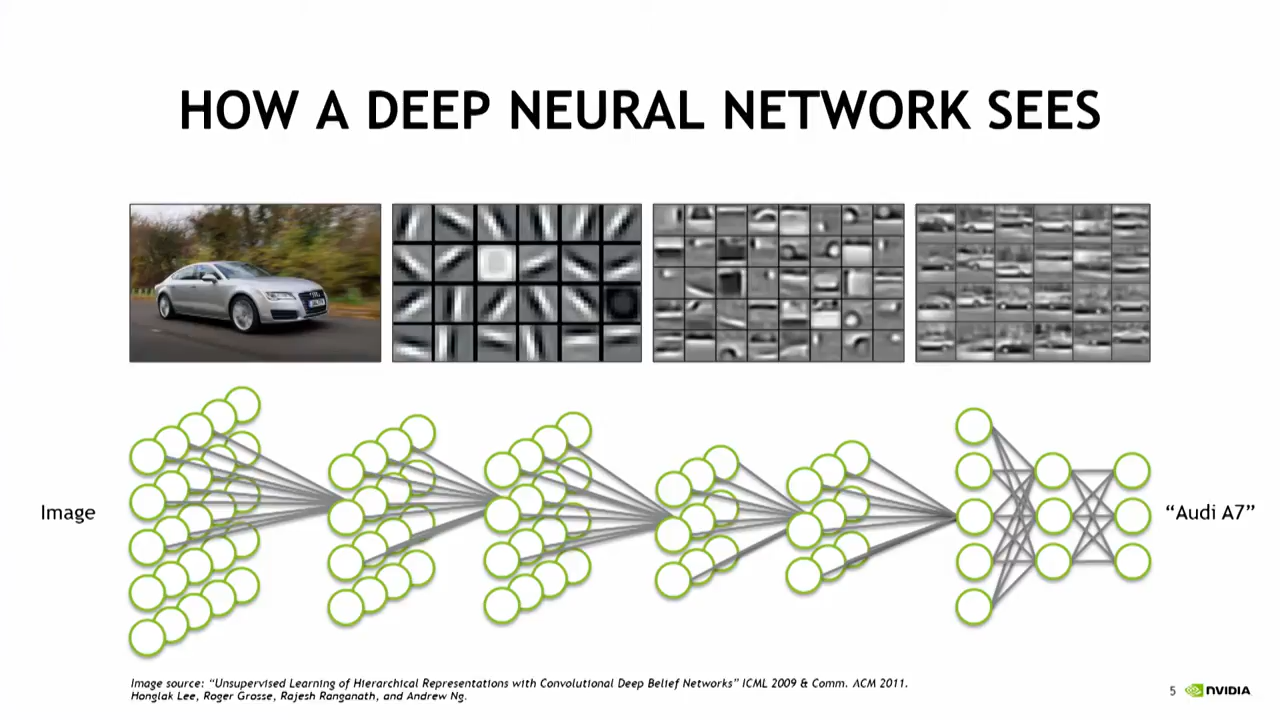 HOW A DEEP NEURAL NETWORK SEES
Image
“Audi A7”
Image source: “Unsupervised Learning of Hierarchical Representations with Convolutional Deep Belief Networks” ICML 2009 & Comm. ACM 2011.
Honglak Lee, Roger Grosse, Rajesh Ranganath, and Andrew Ng.
5
NVIDIA